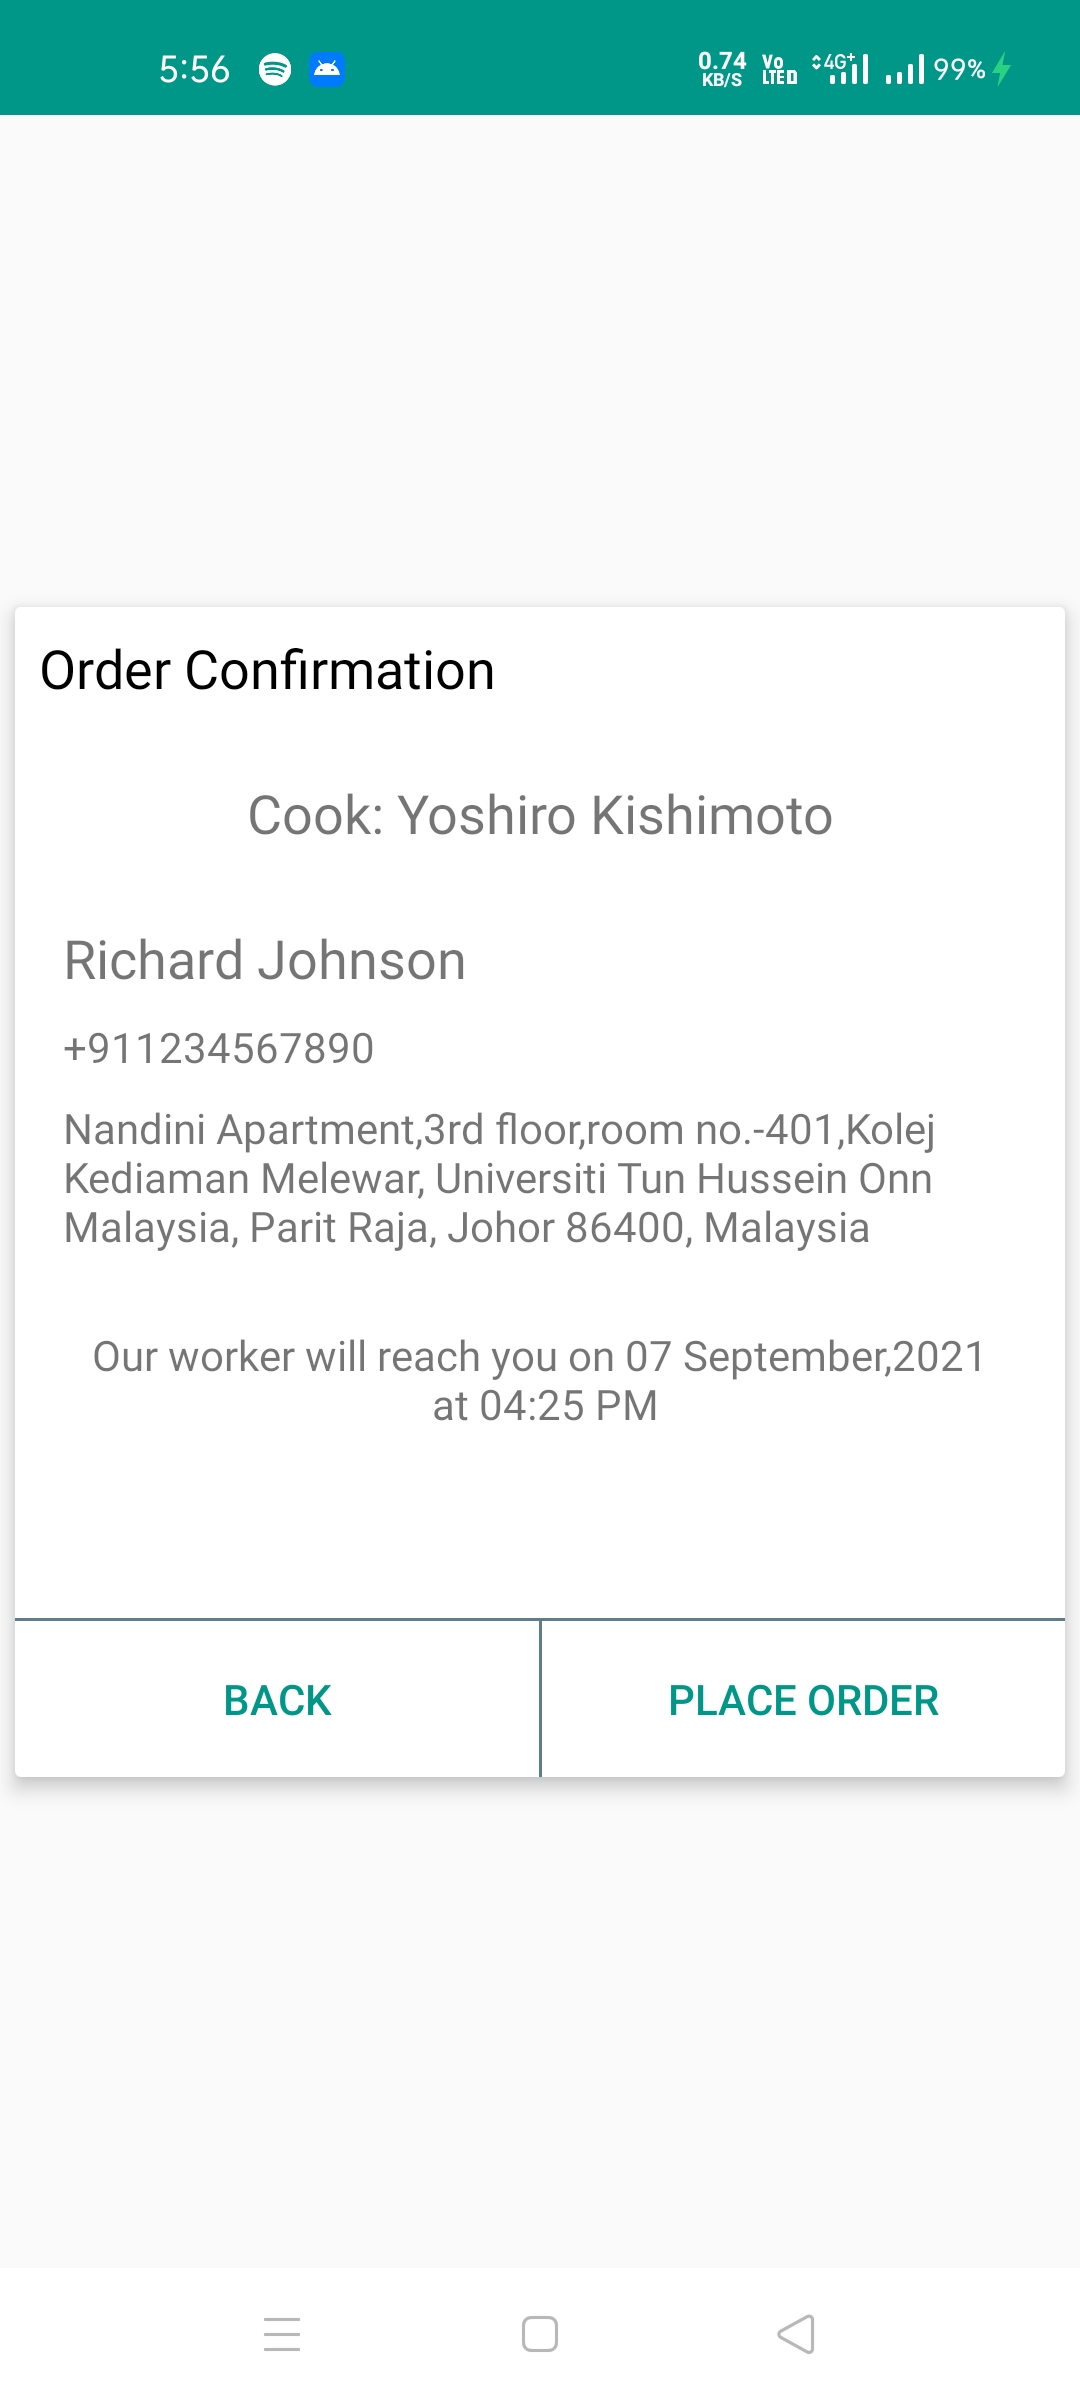 5:56 0.74 KB/S Vo LTE 4G+ 99%
Order Confirmation
Cook: Yoshiro Kishimoto
Richard Johnson
+911234567890
Nandini Apartment,3rd floor,room no.-401,Kolej
Kediaman Melewar, Universiti Tun Hussein Onn
Malaysia, Parit Raja, Johor 86400, Malaysia
Our worker will reach you on 07 September,2021
at 04:25 PM
BACK PLACE ORDER